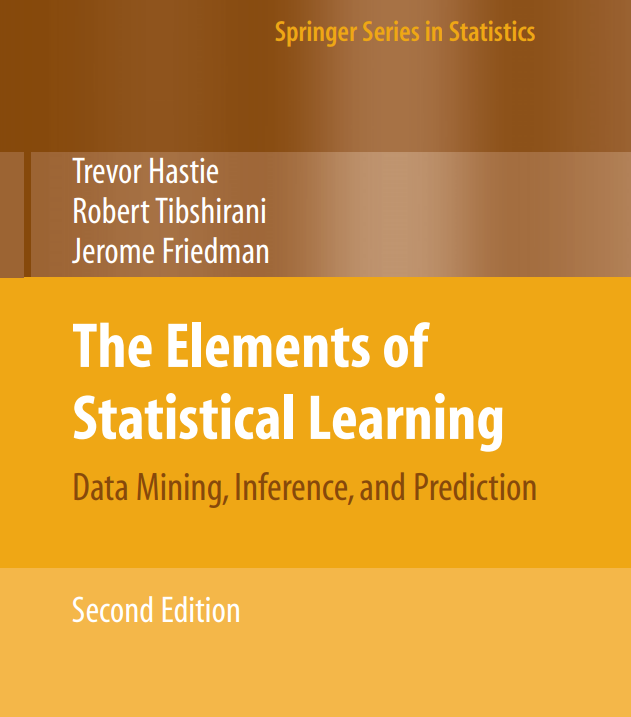 Springer Series in Statistics
Trevor Hastie
Robert Tibshirani
Jerome Friedman
The Elements of
Statistical Learning
Data Mining, Inference, and Prediction
Second Edition